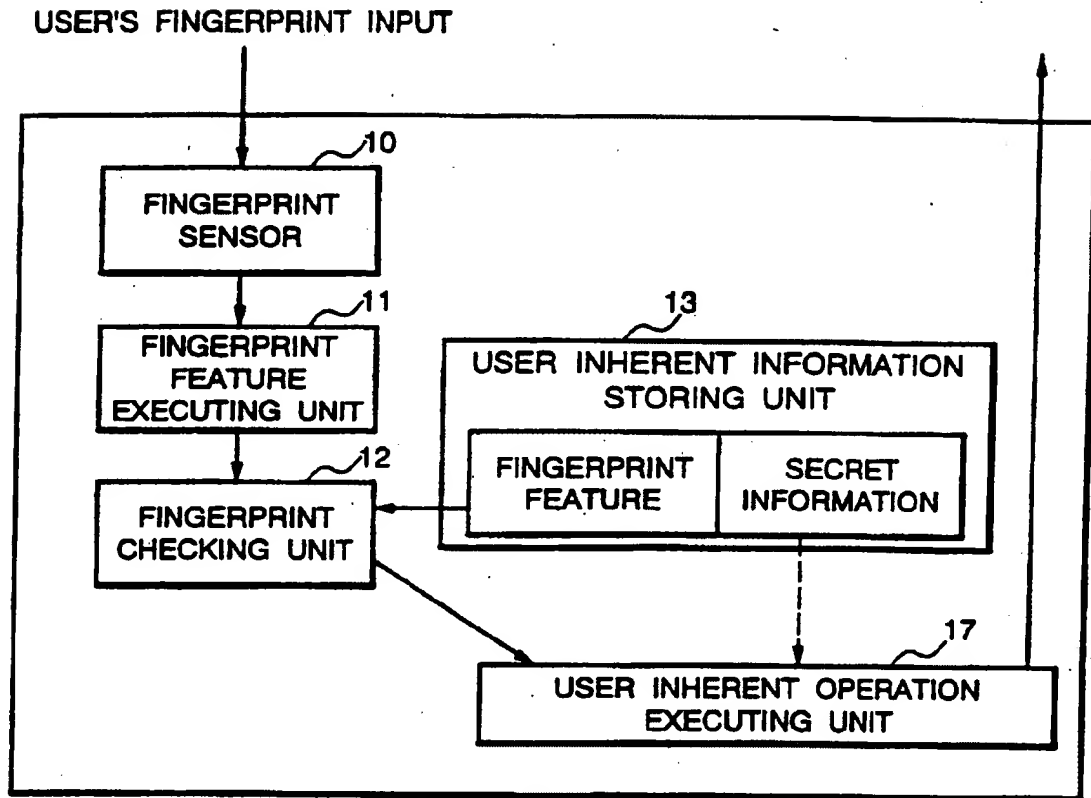 USER'S FINGERPRINT INPUT
10
FINGERPRINT
SENSOR
11
FINGERPRINT
FEATURE
EXECUTING UNIT
13
USER INHERENT INFORMATION
STORING UNIT
FINGERPRINT
FEATURE
SECRET
INFORMATION
12
FINGERPRINT
CHECKING UNIT
17
USER INHERENT OPERATION
EXECUTING UNIT